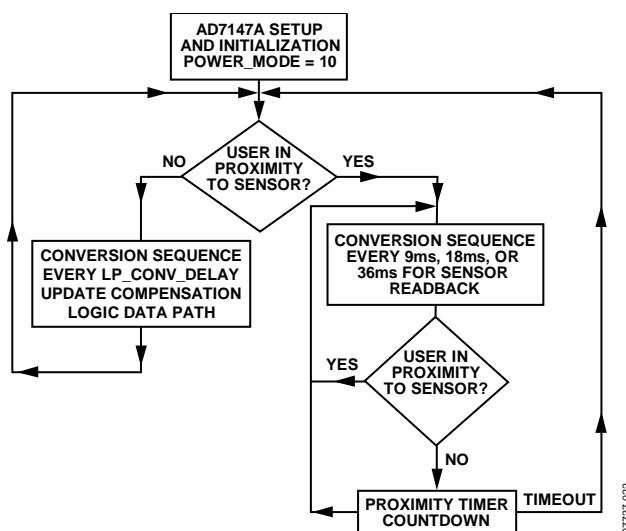 AD7147A SETUP
AND INITIALIZATION
POWER_MODE = 10
NO
USER IN
PROXIMITY
TO SENSOR?
YES
CONVERSION SEQUENCE
EVERY LP_CONV_DELAY
UPDATE COMPENSATION
LOGIC DATA PATH
CONVERSION SEQUENCE
EVERY 9ms, 18ms, OR
36ms FOR SENSOR
READBACK
YES
USER IN
PROXIMITY
TO SENSOR?
NO
PROXIMITY TIMER
COUNTDOWN
TIMEOUT